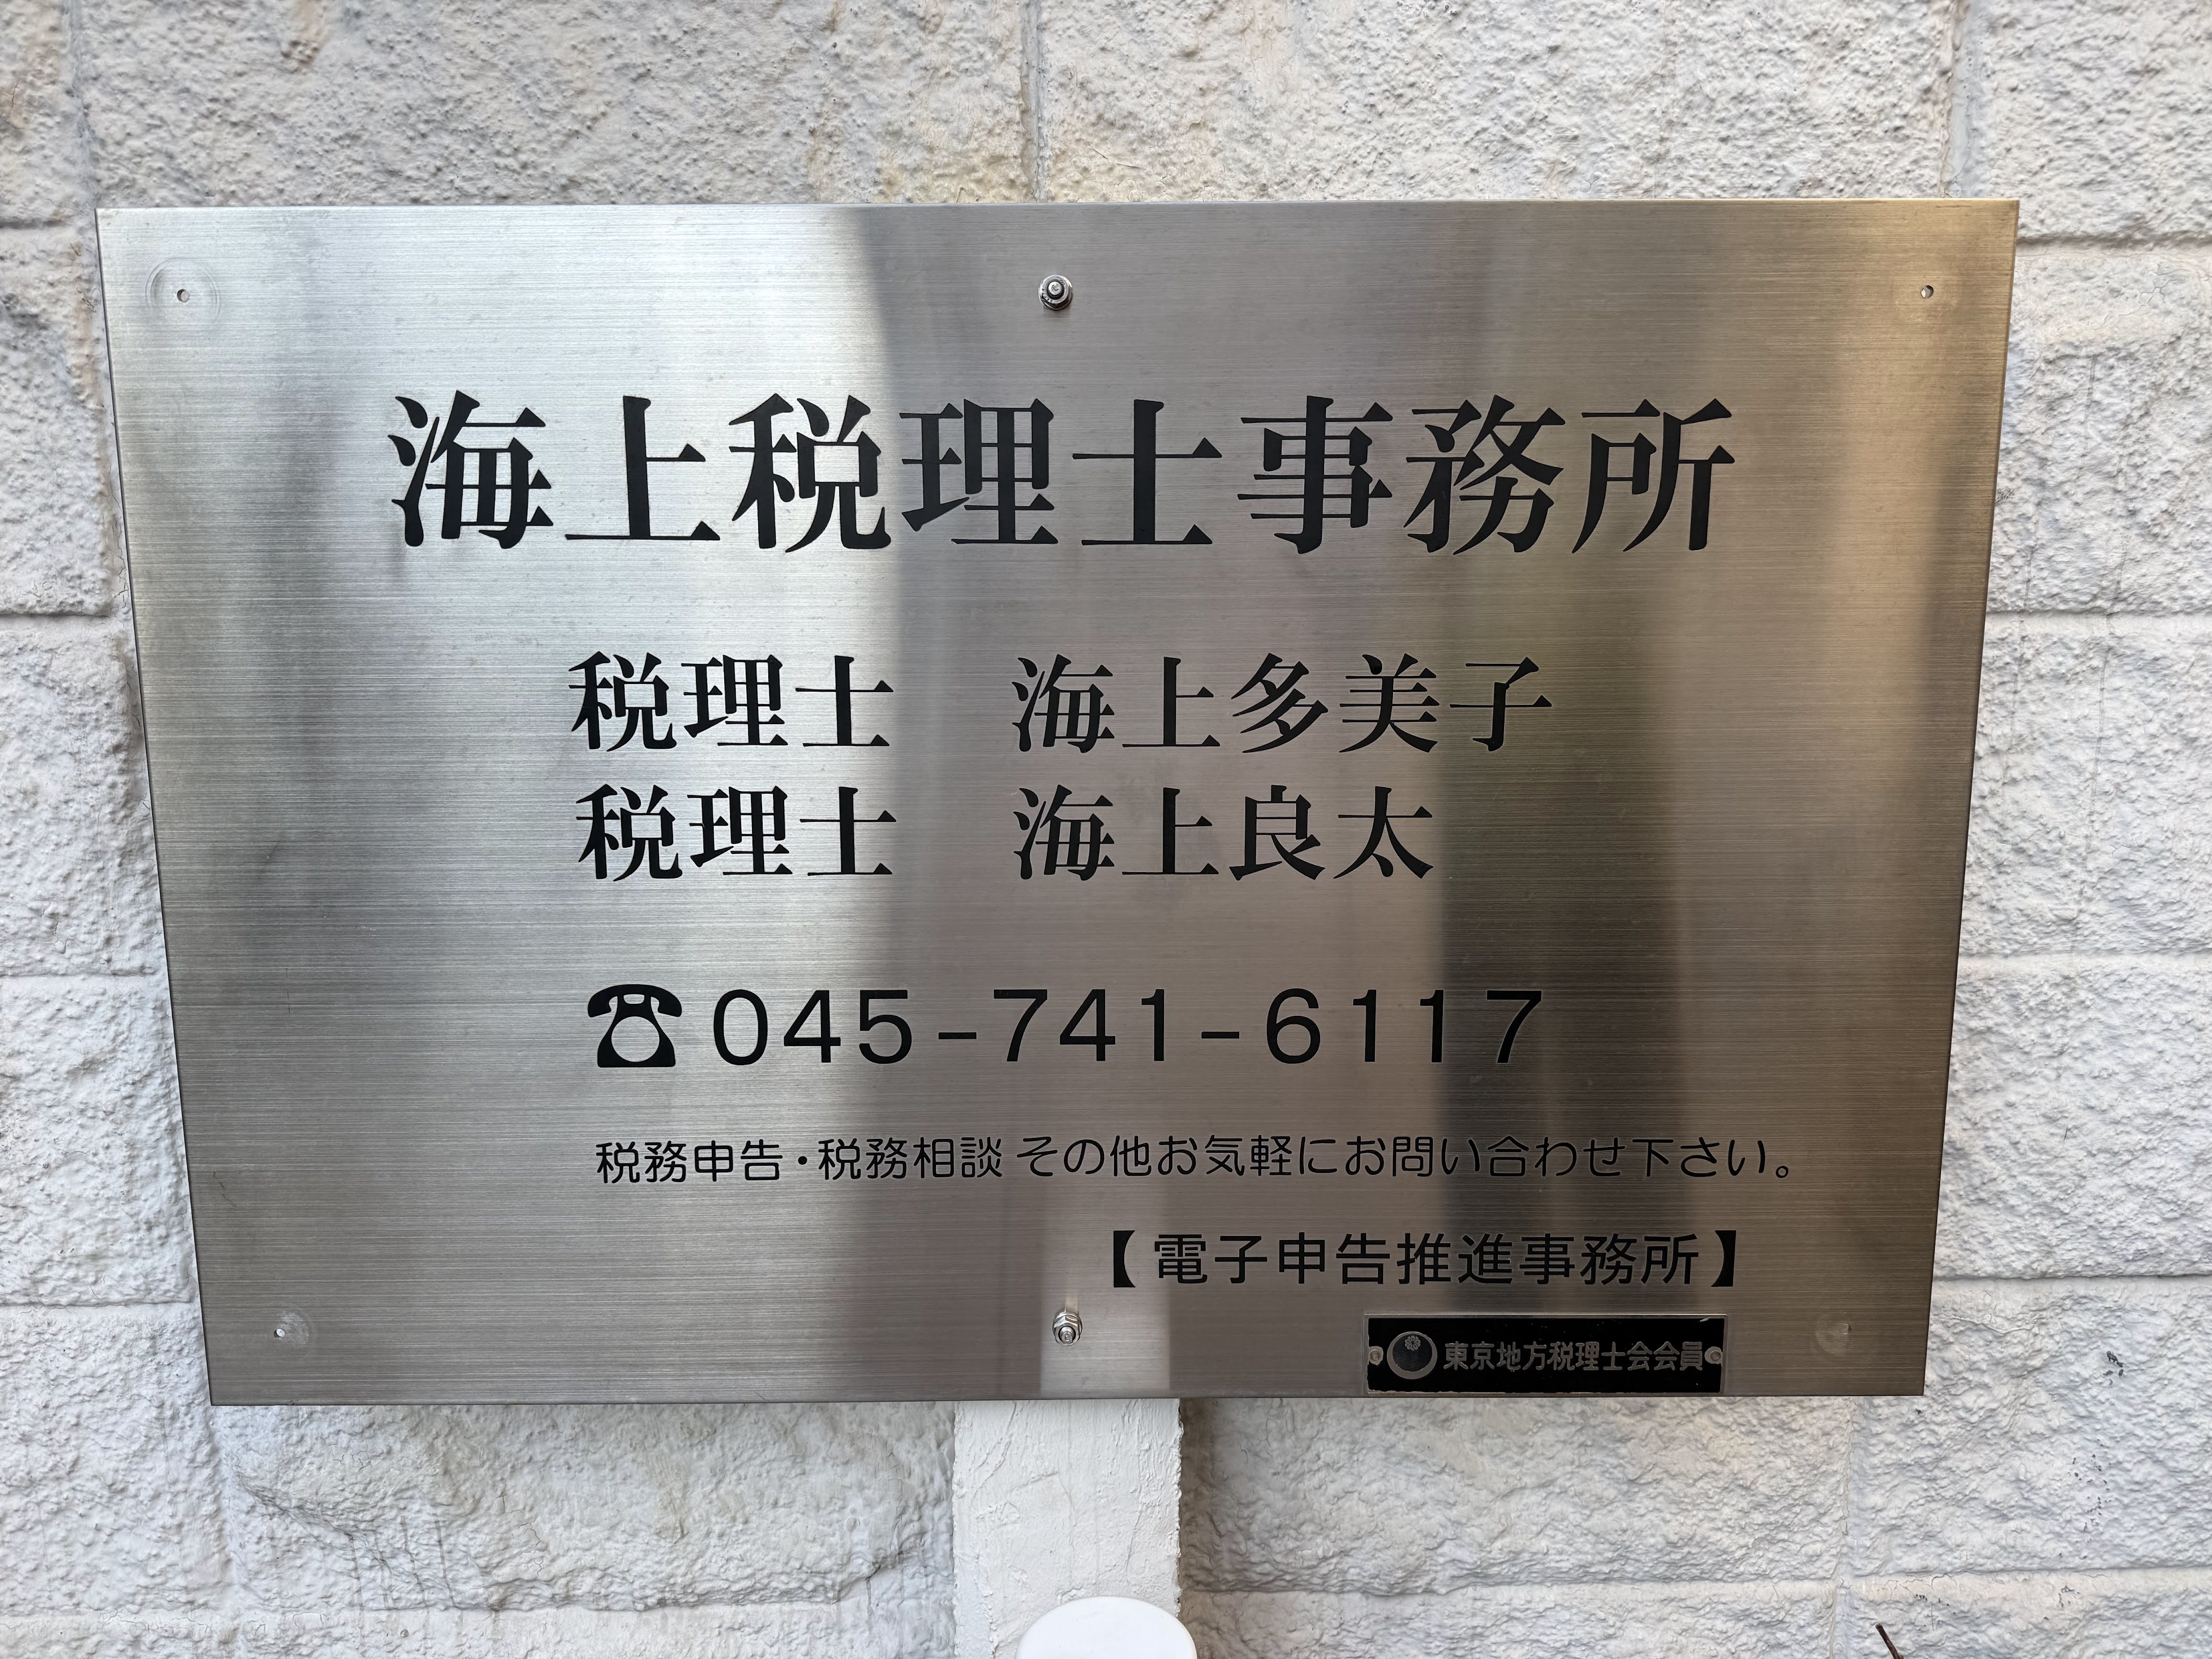 海上税理士事務所
税理士　海上多美子
税理士　海上良太
☎045-741-6117
税務申告・税務相談 その他お気軽にお問い合わせ下さい。
【電子申告推進事務所】
東京地方税理士会会員